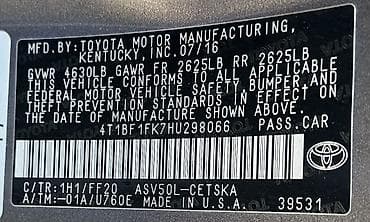 MFD.BY: TOYOTA MOTOR MANUFACTURING,
KENTUCKY, INC.07/16
GVWR 4630LB GAWR FR 2625LB RR 2625LB
THIS VEHICLE CONFORMS TO ALL APPLICABLE
FEDERAL MOTOR VEHICLE SAFETY, BUMPER, AND
THEFT PREVENTION STANDARDS IN EFFECT ON
THE DATE OF MANUFACTURE SHOWN ABOVE.
4T1BF1FK7HU298066 PASS.CAR
C/TR: 1H1/FF20 ASV50L-CETSKA
A/TM: -01A/U760E MADE IN USA 39531
TOYOTA